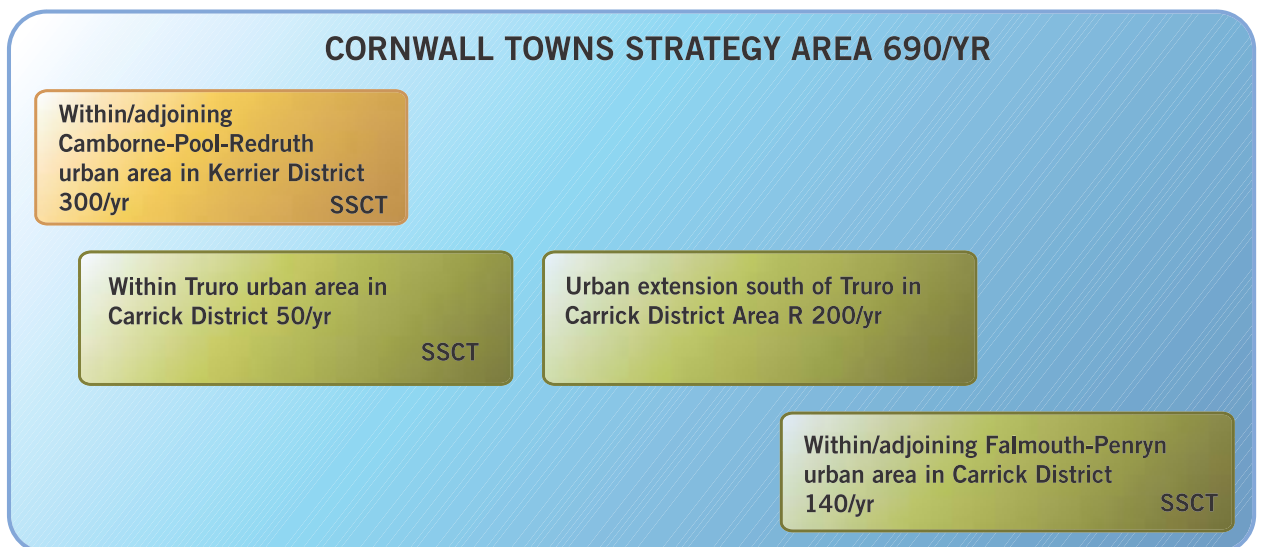 CORNWALL TOWNS STRATEGY AREA 690/YR
Within/adjoining
Camborne-Pool-Redruth
urban area in Kerrier District
300/yr SSCT
Within Truro urban area in
Carrick District 50/yr
SSCT
Urban extension south of Truro in
Carrick District Area R 200/yr
Within/adjoining Falmouth-Penryn
urban area in Carrick District
140/yr SSCT